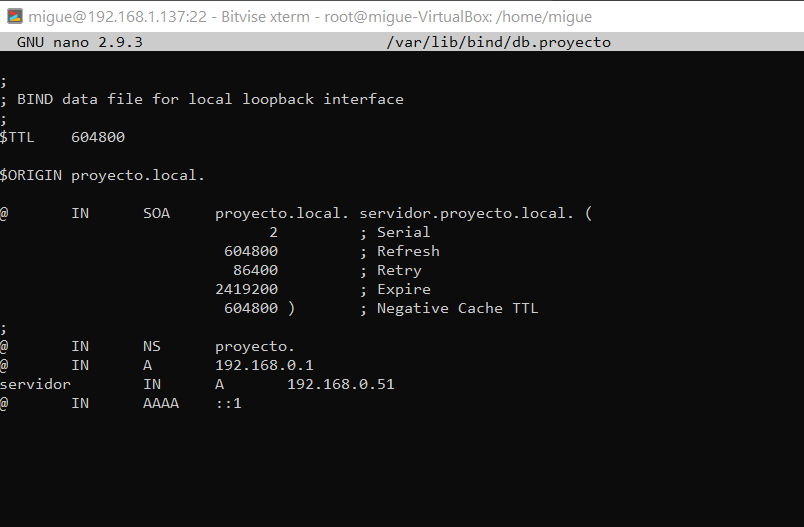 migue@192.168.1.137:22 - Bitvise xterm - root@migue-VirtualBox: /home/migue
GNU nano 2.9.3 /var/lib/bind/db.proyecto
;
; BIND data file for local loopback interface
;
$TTL 604800
$ORIGIN proyecto.local.
@ IN SOA proyecto.local. servidor.proyecto.local. (
2 ; Serial
604800 ; Refresh
86400 ; Retry
2419200 ; Expire
604800 ) ; Negative Cache TTL
;
@ IN NS proyecto.
@ IN A 192.168.0.1
servidor IN A 192.168.0.51
@ IN AAAA ::1